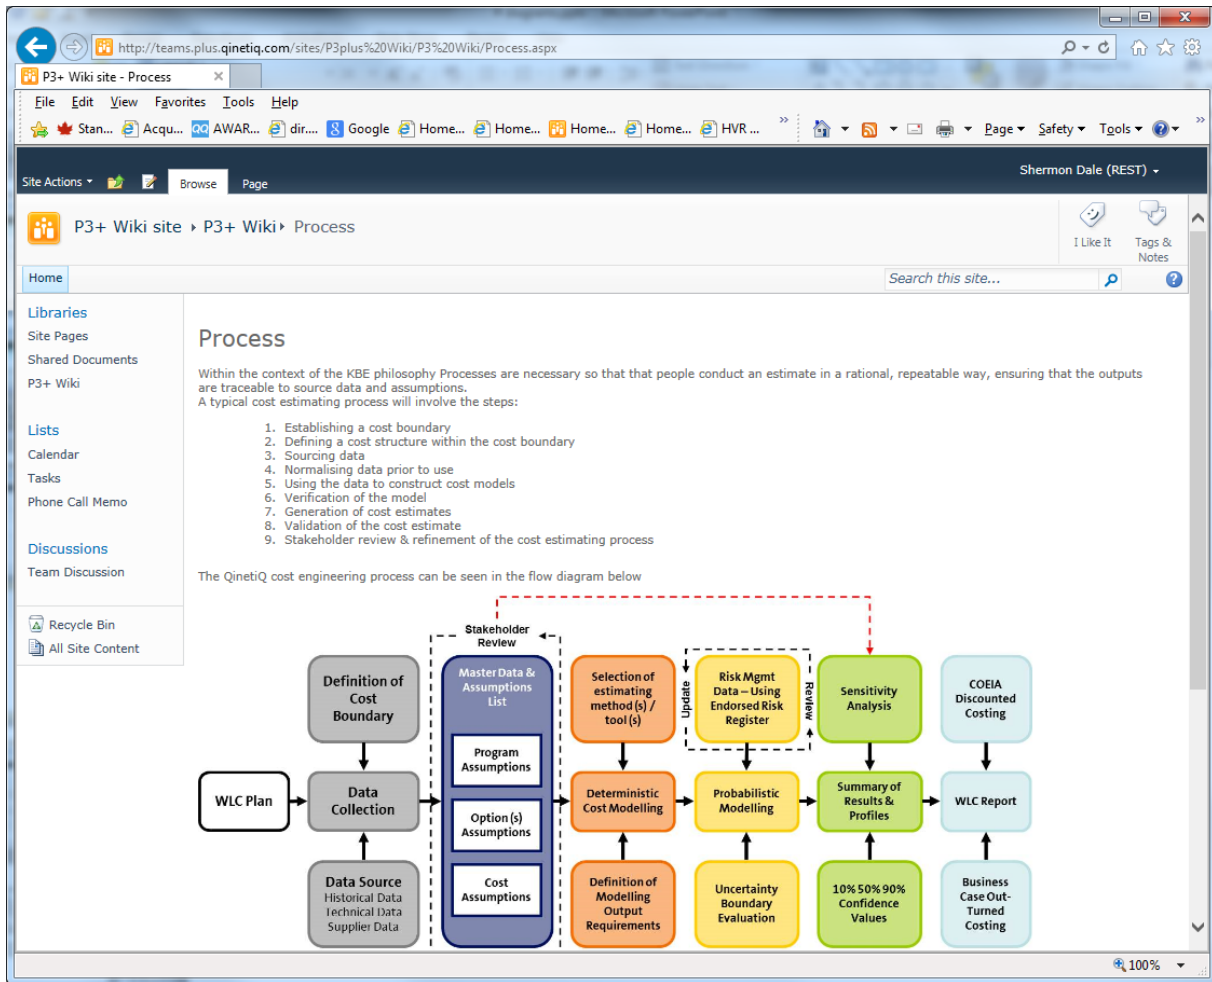 http://teams.plus.qinetiq.com/sites/P3plus%20Wiki/P3%20Wiki/Process.aspx
P3+ Wiki site - Process
File Edit View Favorites Tools Help
Stan... Acqu... AWAR... dir.... Google Home... Home... Home... Home... HVR ... Page Safety Tools
Shermon Dale (REST)
Site Actions Browse Page
P3+ Wiki site P3+ Wiki Process
I Like It
Tags &
Notes
Home
Search this site...
Libraries
Site Pages
Shared Documents
P3+ Wiki
Lists
Calendar
Tasks
Phone Call Memo
Discussions
Team Discussion
Recycle Bin
All Site Content
Process
Within the context of the KBE philosophy Processes are necessary so that that people conduct an estimate in a rational, repeatable way, ensuring that the outputs
are traceable to source data and assumptions.
A typical cost estimating process will involve the steps:
1. Establishing a cost boundary
2. Defining a cost structure within the cost boundary
3. Sourcing data
4. Normalising data prior to use
5. Using the data to construct cost models
6. Verification of the model
7. Generation of cost estimates
8. Validation of the cost estimate
9. Stakeholder review & refinement of the cost estimating process
The QinetiQ cost engineering process can be seen in the flow diagram below
Stakeholder
Review
WLC Plan
Definition of
Cost
Boundary
Data
Collection
Data Source
Historical Data
Technical Data
Supplier Data
Master Data &
Assumptions
List
Program
Assumptions
Option (s)
Assumptions
Cost
Assumptions
Selection of
estimating
method (s) /
tool (s)
Deterministic
Cost Modelling
Definition of
Modelling
Output
Requirements
Update
Risk Mgmt
Data – Using
Endorsed Risk
Register
Review
Probabilistic
Modelling
Uncertainty
Boundary
Evaluation
Sensitivity
Analysis
Summary of
Results &
Profiles
10% 50% 90%
Confidence
Values
COEIA
Discounted
Costing
WLC Report
Business
Case Out-
Turned
Costing
100%